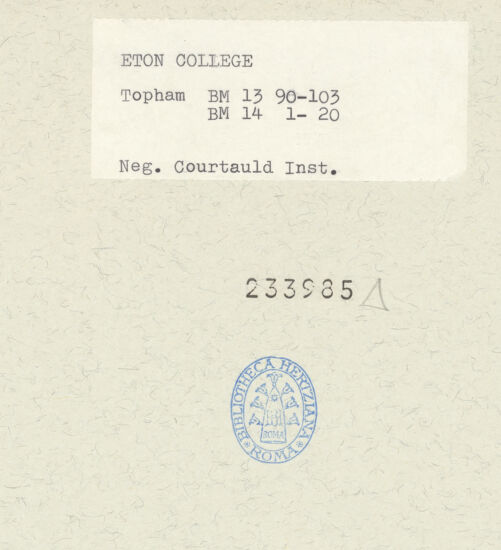 ETON COLLEGE
Topham BM 13 90-103
BM 14 1- 20
Neg. Courtauld Inst.
233985
BIBLIOTHECA HERTZIANA
ROMA
ROMA